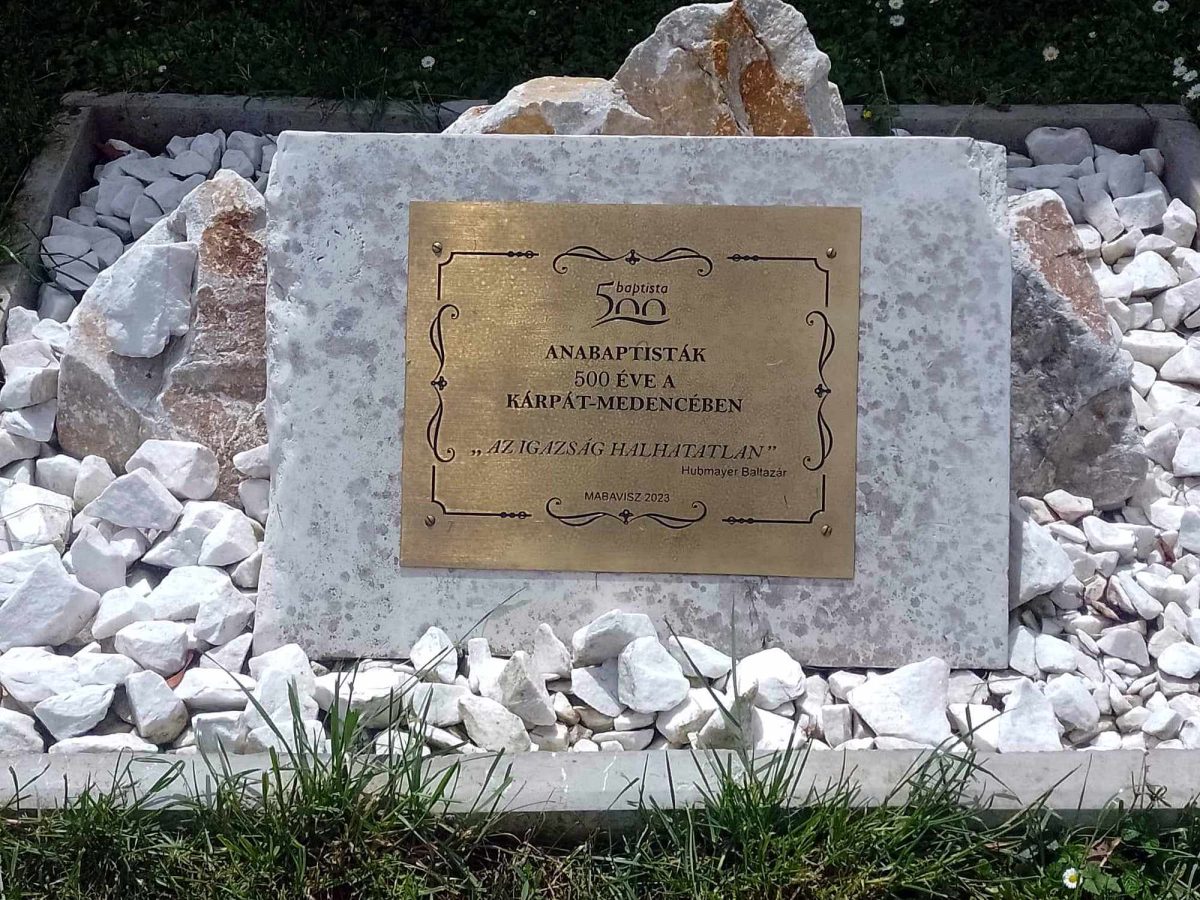 baptista
500
ANABAPTISTÁK
500 ÉVE A
KÁRPÁT-MEDENCÉBEN
„AZ IGAZSÁG HALHATATLAN”
Hubmayer Baltazár
MABAVISZ 2023